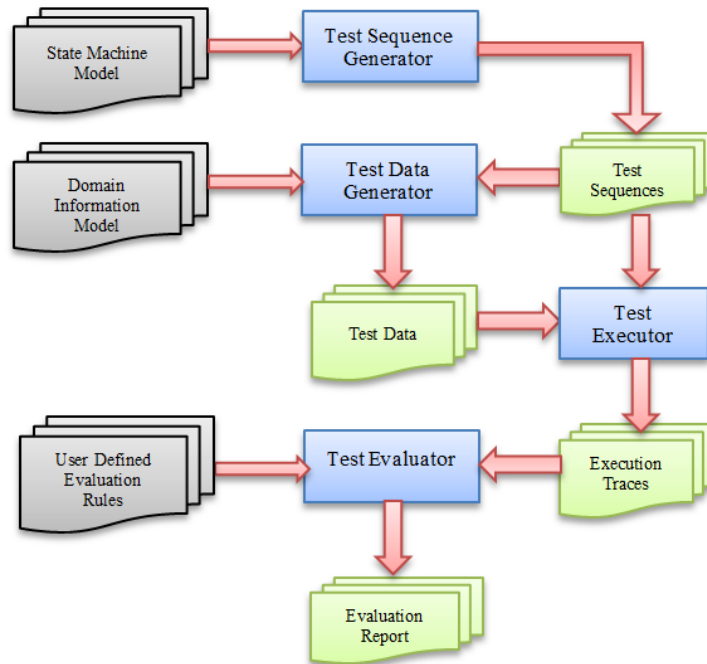 State Machine
Model
Test Sequence
Generator
Domain
Information
Model
Test Data
Generator
Test
Sequences
Test Data
Test
Executor
User Defined
Evaluation
Rules
Test Evaluator
Execution
Traces
Evaluation
Report